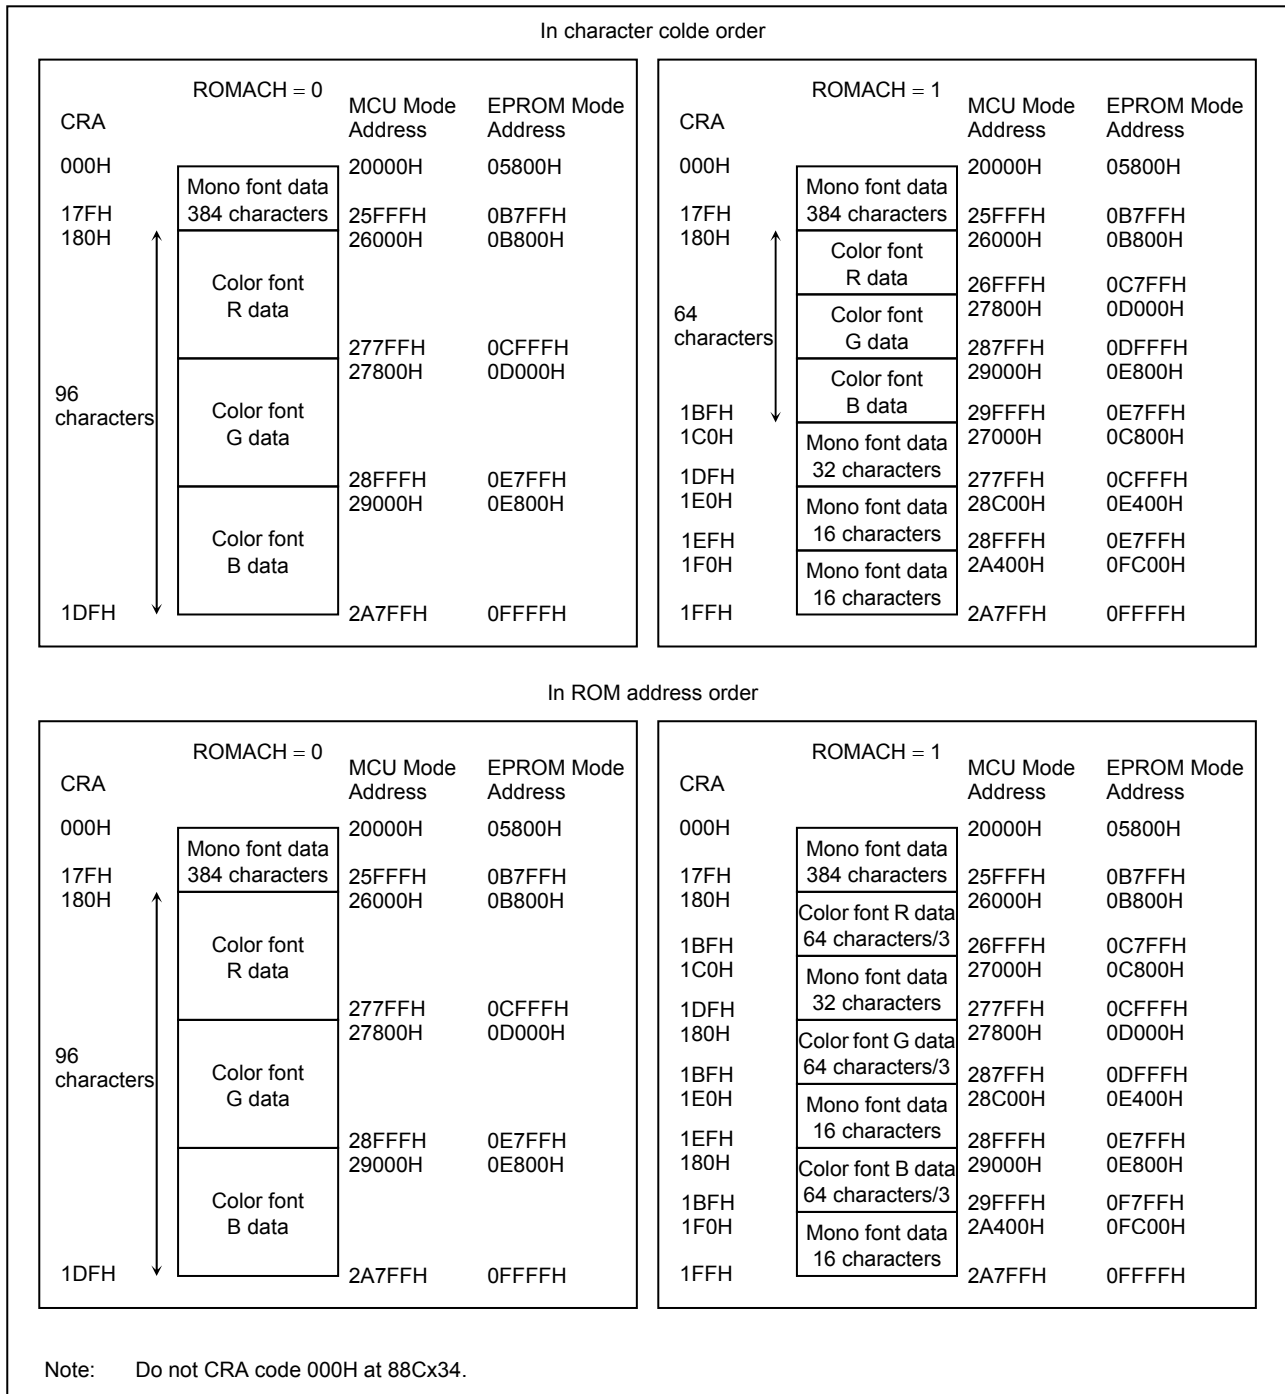 In character colde order
ROMACH = 0
CRA
MCU Mode Address
EPROM Mode Address
000H
Mono font data
384 characters
20000H 05800H
17FH 25FFFH 0B7FFH
180H 26000H 0B800H
Color font
R data
277FFH 0CFFFH
27800H 0D000H
96
characters
Color font
G data
28FFFH 0E7FFH
29000H 0E800H
Color font
B data
1DFH 2A7FFH 0FFFFH
ROMACH = 1
CRA
MCU Mode Address
EPROM Mode Address
000H 20000H 05800H
Mono font data
384 characters
17FH 25FFFH 0B7FFH
180H 26000H 0B800H
Color font
R data
26FFFH 0C7FFH
27800H 0D000H
64
characters
Color font
G data
287FFH 0DFFFH
29000H 0E800H
Color font
B data
1BFH 29FFFH 0E7FFH
1C0H 27000H 0C800H
Mono font data
32 characters
1DFH 277FFH 0CFFFH
1E0H 28C00H 0E400H
Mono font data
16 characters
1EFH 28FFFH 0E7FFH
1F0H 2A400H 0FC00H
Mono font data
16 characters
1FFH 2A7FFH 0FFFFH
In ROM address order
ROMACH = 0
CRA
MCU Mode Address
EPROM Mode Address
000H 20000H 05800H
Mono font data
384 characters
17FH 25FFFH 0B7FFH
180H 26000H 0B800H
Color font
R data
277FFH 0CFFFH
27800H 0D000H
96
characters
Color font
G data
28FFFH 0E7FFH
29000H 0E800H
Color font
B data
1DFH 2A7FFH 0FFFFH
ROMACH = 1
CRA
MCU Mode Address
EPROM Mode Address
000H 20000H 05800H
Mono font data
384 characters
17FH 25FFFH 0B7FFH
180H 26000H 0B800H
Color font R data
64 characters/3
1BFH 26FFFH 0C7FFH
1C0H 27000H 0C800H
Mono font data
32 characters
1DFH 277FFH 0CFFFH
180H 27800H 0D000H
Color font G data
64 characters/3
1BFH 287FFH 0DFFFH
1E0H 28C00H 0E400H
Mono font data
16 characters
1EFH 28FFFH 0E7FFH
180H 29000H 0E800H
Color font B data
64 characters/3
1BFH 29FFFH 0F7FFH
1F0H 2A400H 0FC00H
Mono font data
16 characters
1FFH 2A7FFH 0FFFFH
Note: Do not CRA code 000H at 88Cx34.